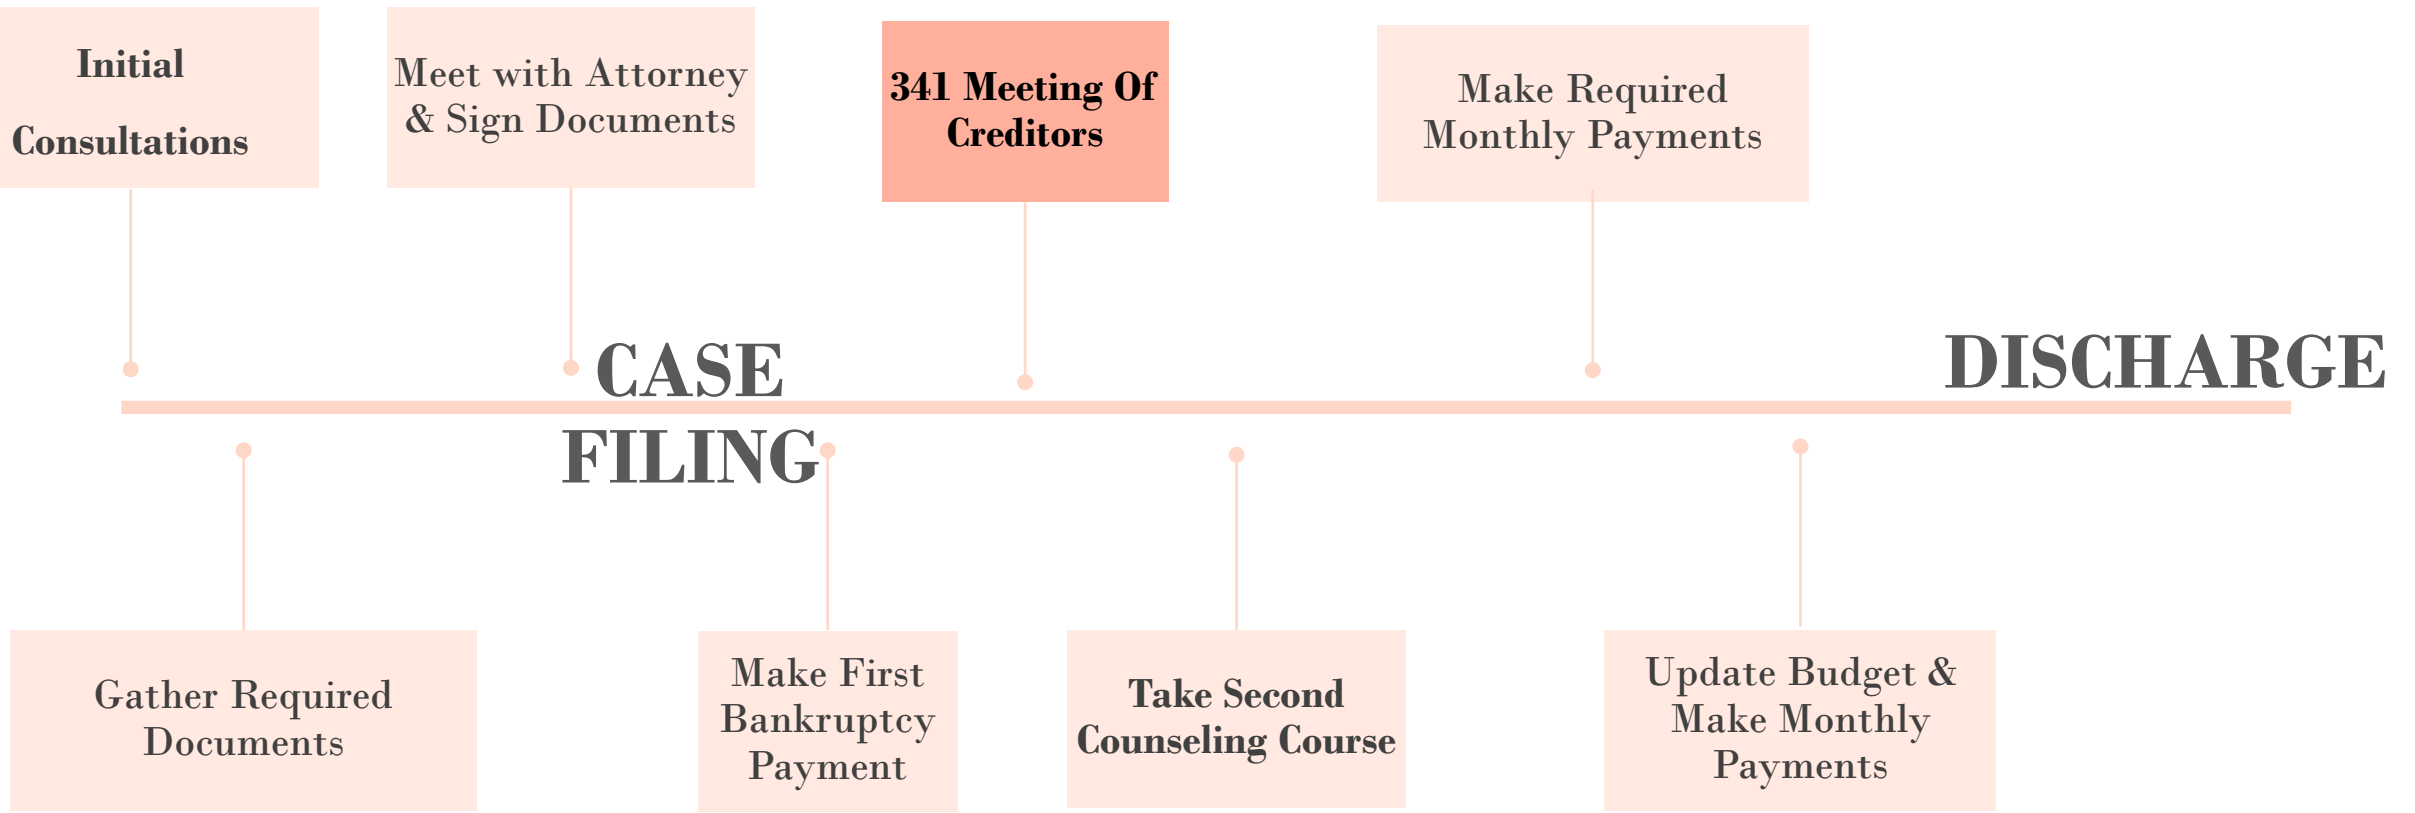 Initial
Consultations
Meet with Attorney
& Sign Documents
341 Meeting Of
Creditors
Make Required
Monthly Payments
CASE
FILING
DISCHARGE
Gather Required
Documents
Make First
Bankruptcy
Payment
Take Second
Counseling Course
Update Budget &
Make Monthly
Payments